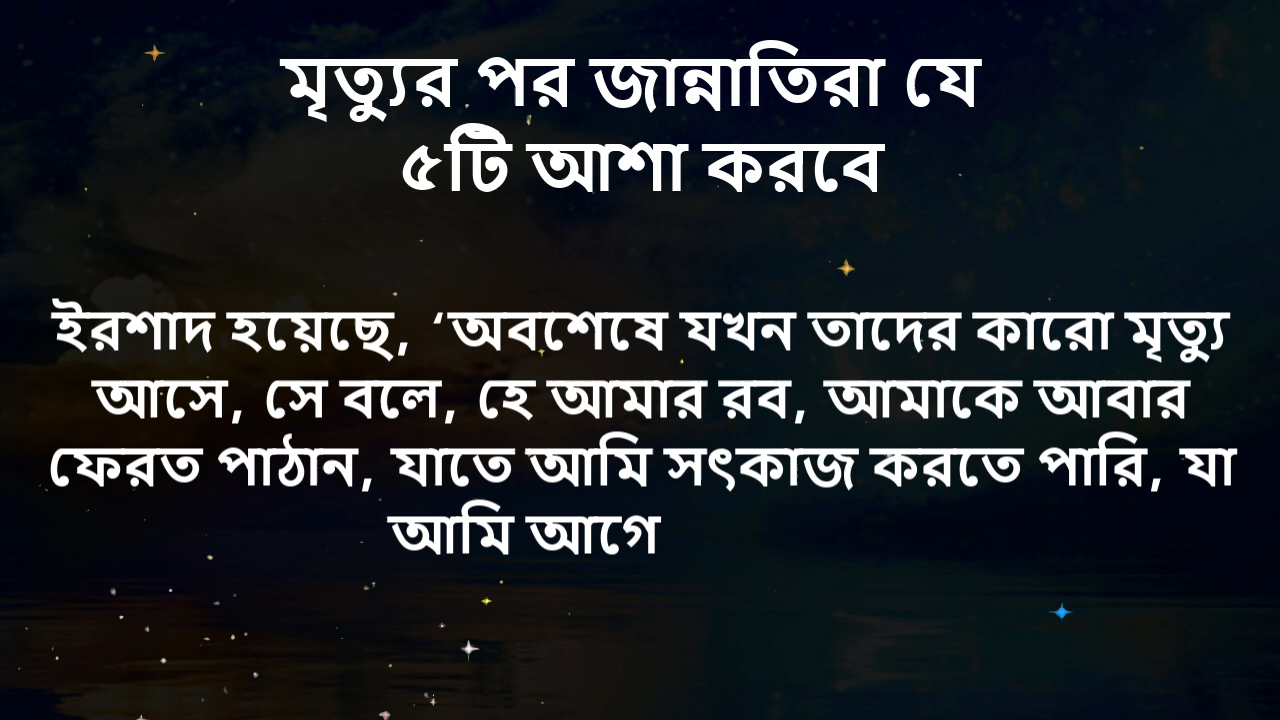 মৃত্যুর পর জান্নাতিরা যে
৫টি আশা করবে
ইরশাদ হয়েছে, ‘অবশেষে যখন তাদের কারো মৃত্যু
আসে, সে বলে, হে আমার রব, আমাকে আবার
ফেরত পাঠান, যাতে আমি সৎকাজ করতে পারি, যা
আমি আগে